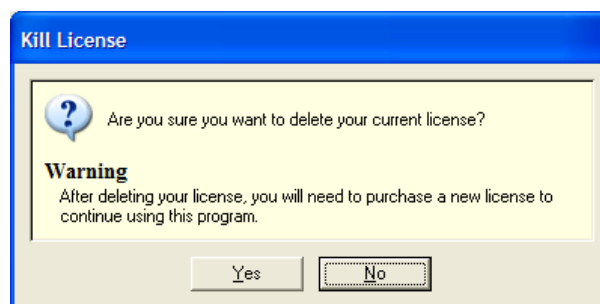 Kill License
Are you sure you want to delete your current license?
Warning
After deleting your license, you will need to purchase a new license to
continue using this program.
Yes No